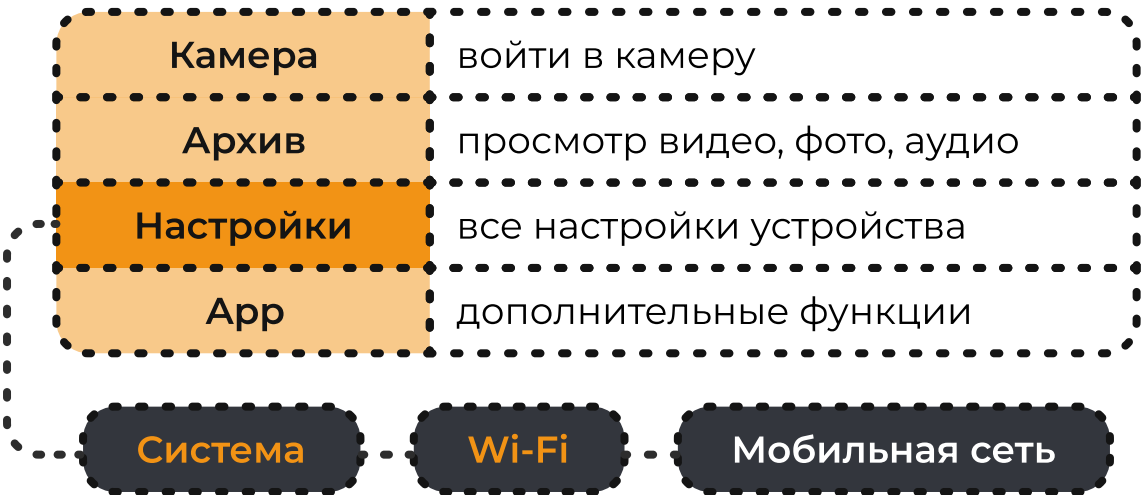 Камера войти в камеру
Архив просмотр видео, фото, аудио
Настройки все настройки устройства
App дополнительные функции
Система Wi-Fi Мобильная сеть